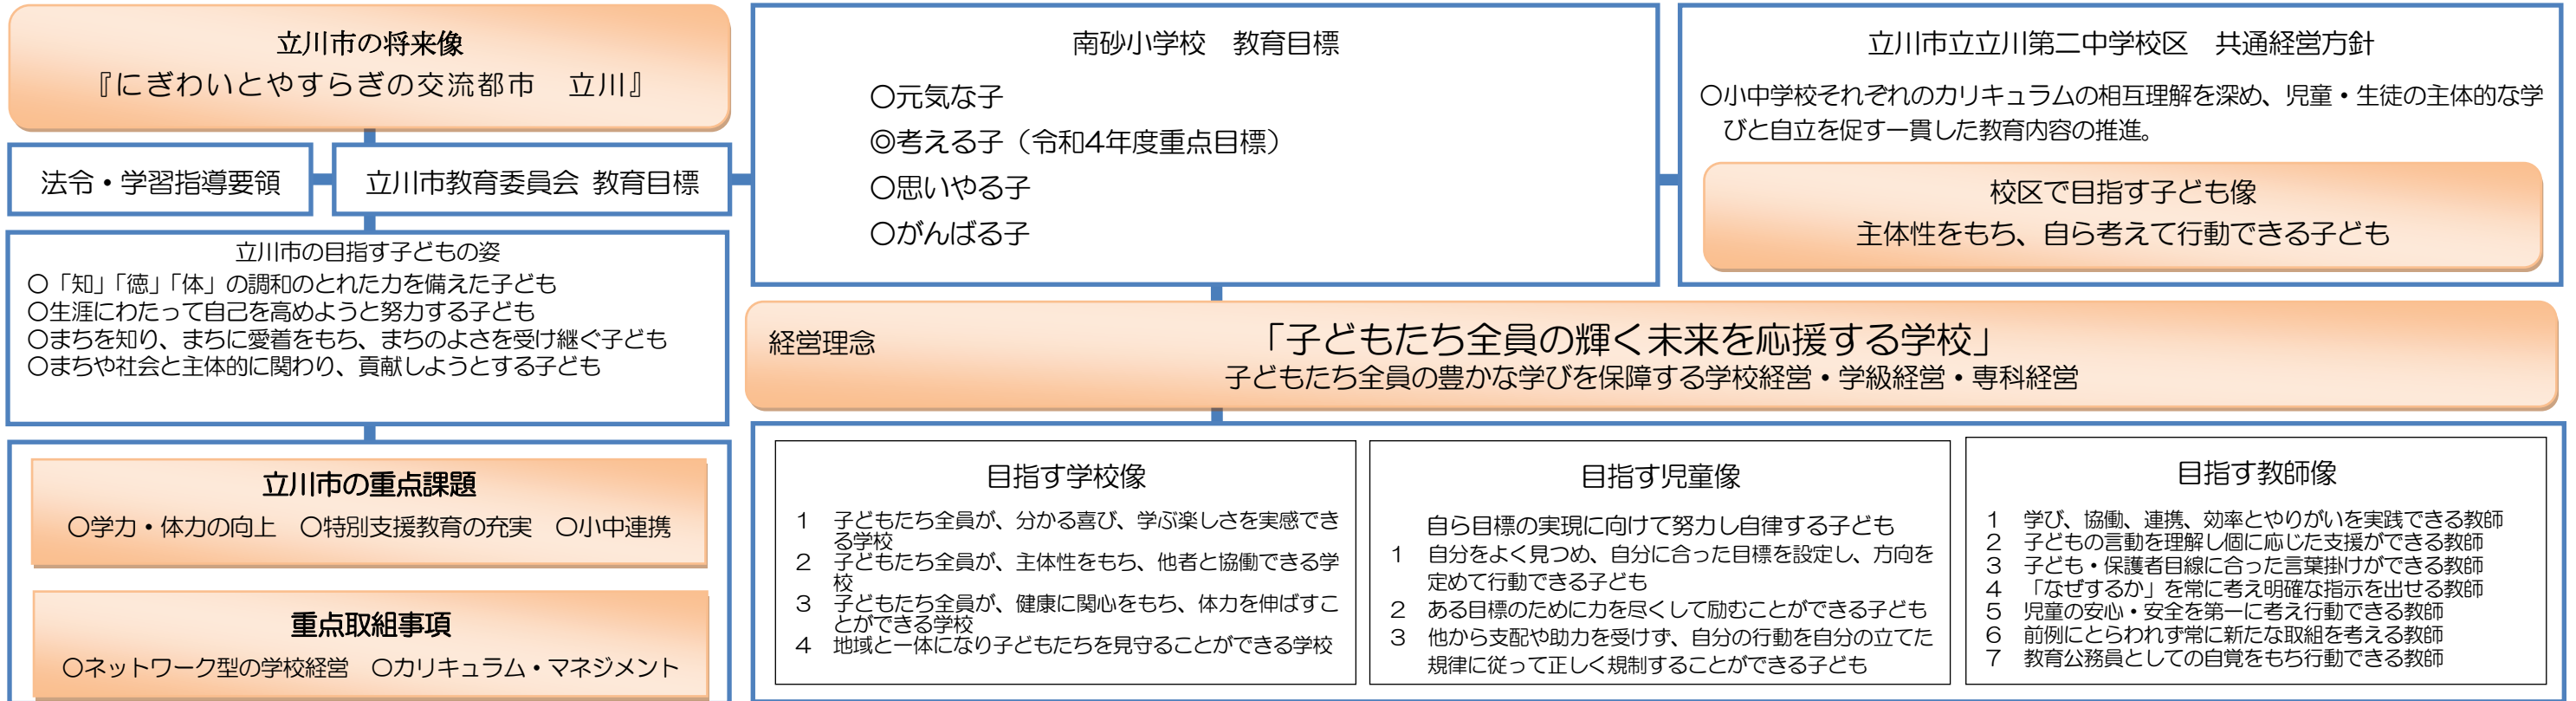 立川市の将来像
『にぎわいとやすらぎの交流都市　立川』
法令・学習指導要領
立川市教育委員会 教育目標
立川市の目指す子どもの姿
○「知」「徳」「体」の調和のとれた力を備えた子ども
○生涯にわたって自己を高めようと努力する子ども
○まちを知り、まちに愛着をもち、まちのよさを受け継ぐ子ども
○まちや社会と主体的に関わり、貢献しようとする子ども
立川市の重点課題
○学力・体力の向上　○特別支援教育の充実　○小中連携
重点取組事項
○ネットワーク型の学校経営　○カリキュラム・マネジメント
南砂小学校　教育目標
○元気な子
◎考える子（令和4年度重点目標）
○思いやる子
○がんばる子
立川市立立川第二中学校区　共通経営方針
○小中学校それぞれのカリキュラムの相互理解を深め、児童・生徒の主体的な学
びと自立を促す一貫した教育内容の推進。
校区で目指す子ども像
主体性をもち、自ら考えて行動できる子ども
経営理念
「子どもたち全員の輝く未来を応援する学校」
子どもたち全員の豊かな学びを保障する学校経営・学級経営・専科経営
目指す学校像
1　子どもたち全員が、分かる喜び、学ぶ楽しさを実感でき
る学校
2　子どもたち全員が、主体性をもち、他者と協働できる学
校
3　子どもたち全員が、健康に関心をもち、体力を伸ばすこ
とができる学校
4　地域と一体になり子どもたちを見守ることができる学校
目指す児童像
自ら目標の実現に向けて努力し自律する子ども
1　自分をよく見つめ、自分に合った目標を設定し、方向を
定めて行動できる子ども
2　ある目標のために力を尽くして励むことができる子ども
3　他から支配や助力を受けず、自分の行動を自分の立てた
規律に従って正しく規制することができる子ども
目指す教師像
1　学び、協働、連携、効率とやりがいを実践できる教師
2　子どもの言動を理解し個に応じた支援ができる教師
3　子ども・保護者目線に合った言葉掛けができる教師
4　「なぜするか」を常に考え明確な指示を出せる教師
5　児童の安心・安全を第一に考え行動できる教師
6　前例にとらわれず常に新たな取組を考える教師
7　教育公務員としての自覚をもち行動できる教師